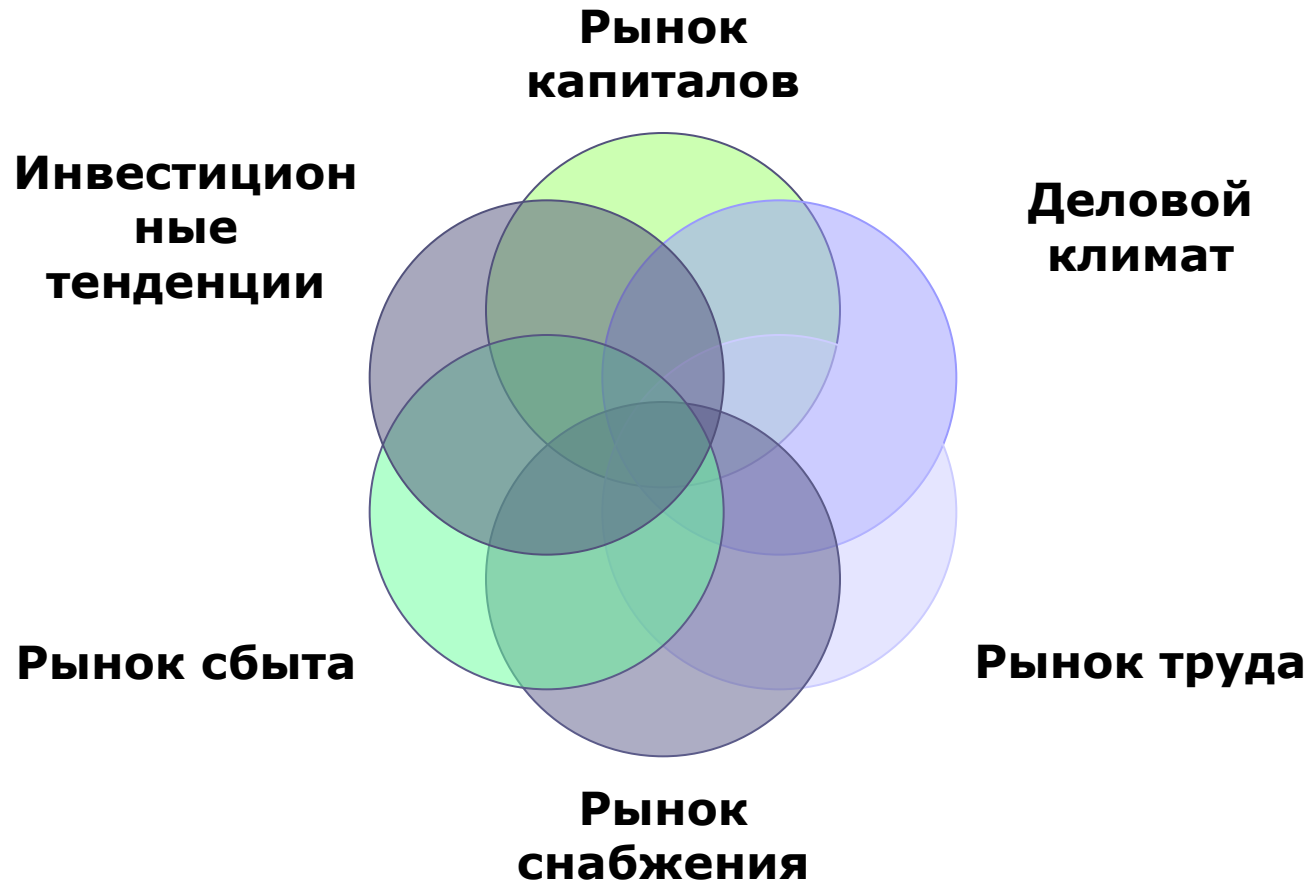 Рынок
капиталов
Инвестицион
ные
тенденции
Деловой
климат
Рынок сбыта
Рынок труда
Рынок
снабжения